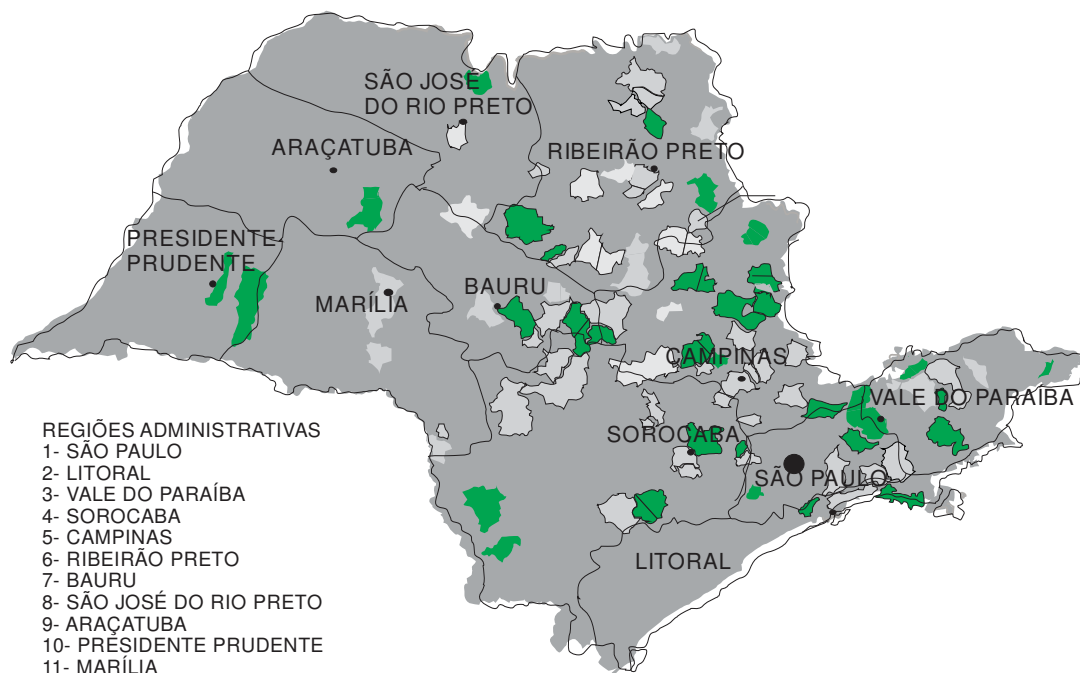 SÃO JOSÉ
DO RIO PRETO
ARAÇATUBA
RIBEIRÃO PRETO
PRESIDENTE
PRUDENTE
MARÍLIA
BAURU
CAMPINAS
VALE DO PARAÍBA
SOROCABA
SÃO PAULO
LITORAL
REGIÕES ADMINISTRATIVAS
1- SÃO PAULO
2- LITORAL
3- VALE DO PARAÍBA
4- SOROCABA
5- CAMPINAS
6- RIBEIRÃO PRETO
7- BAURU
8- SÃO JOSÉ DO RIO PRETO
9- ARAÇATUBA
10- PRESIDENTE PRUDENTE
11- MARÍLIA